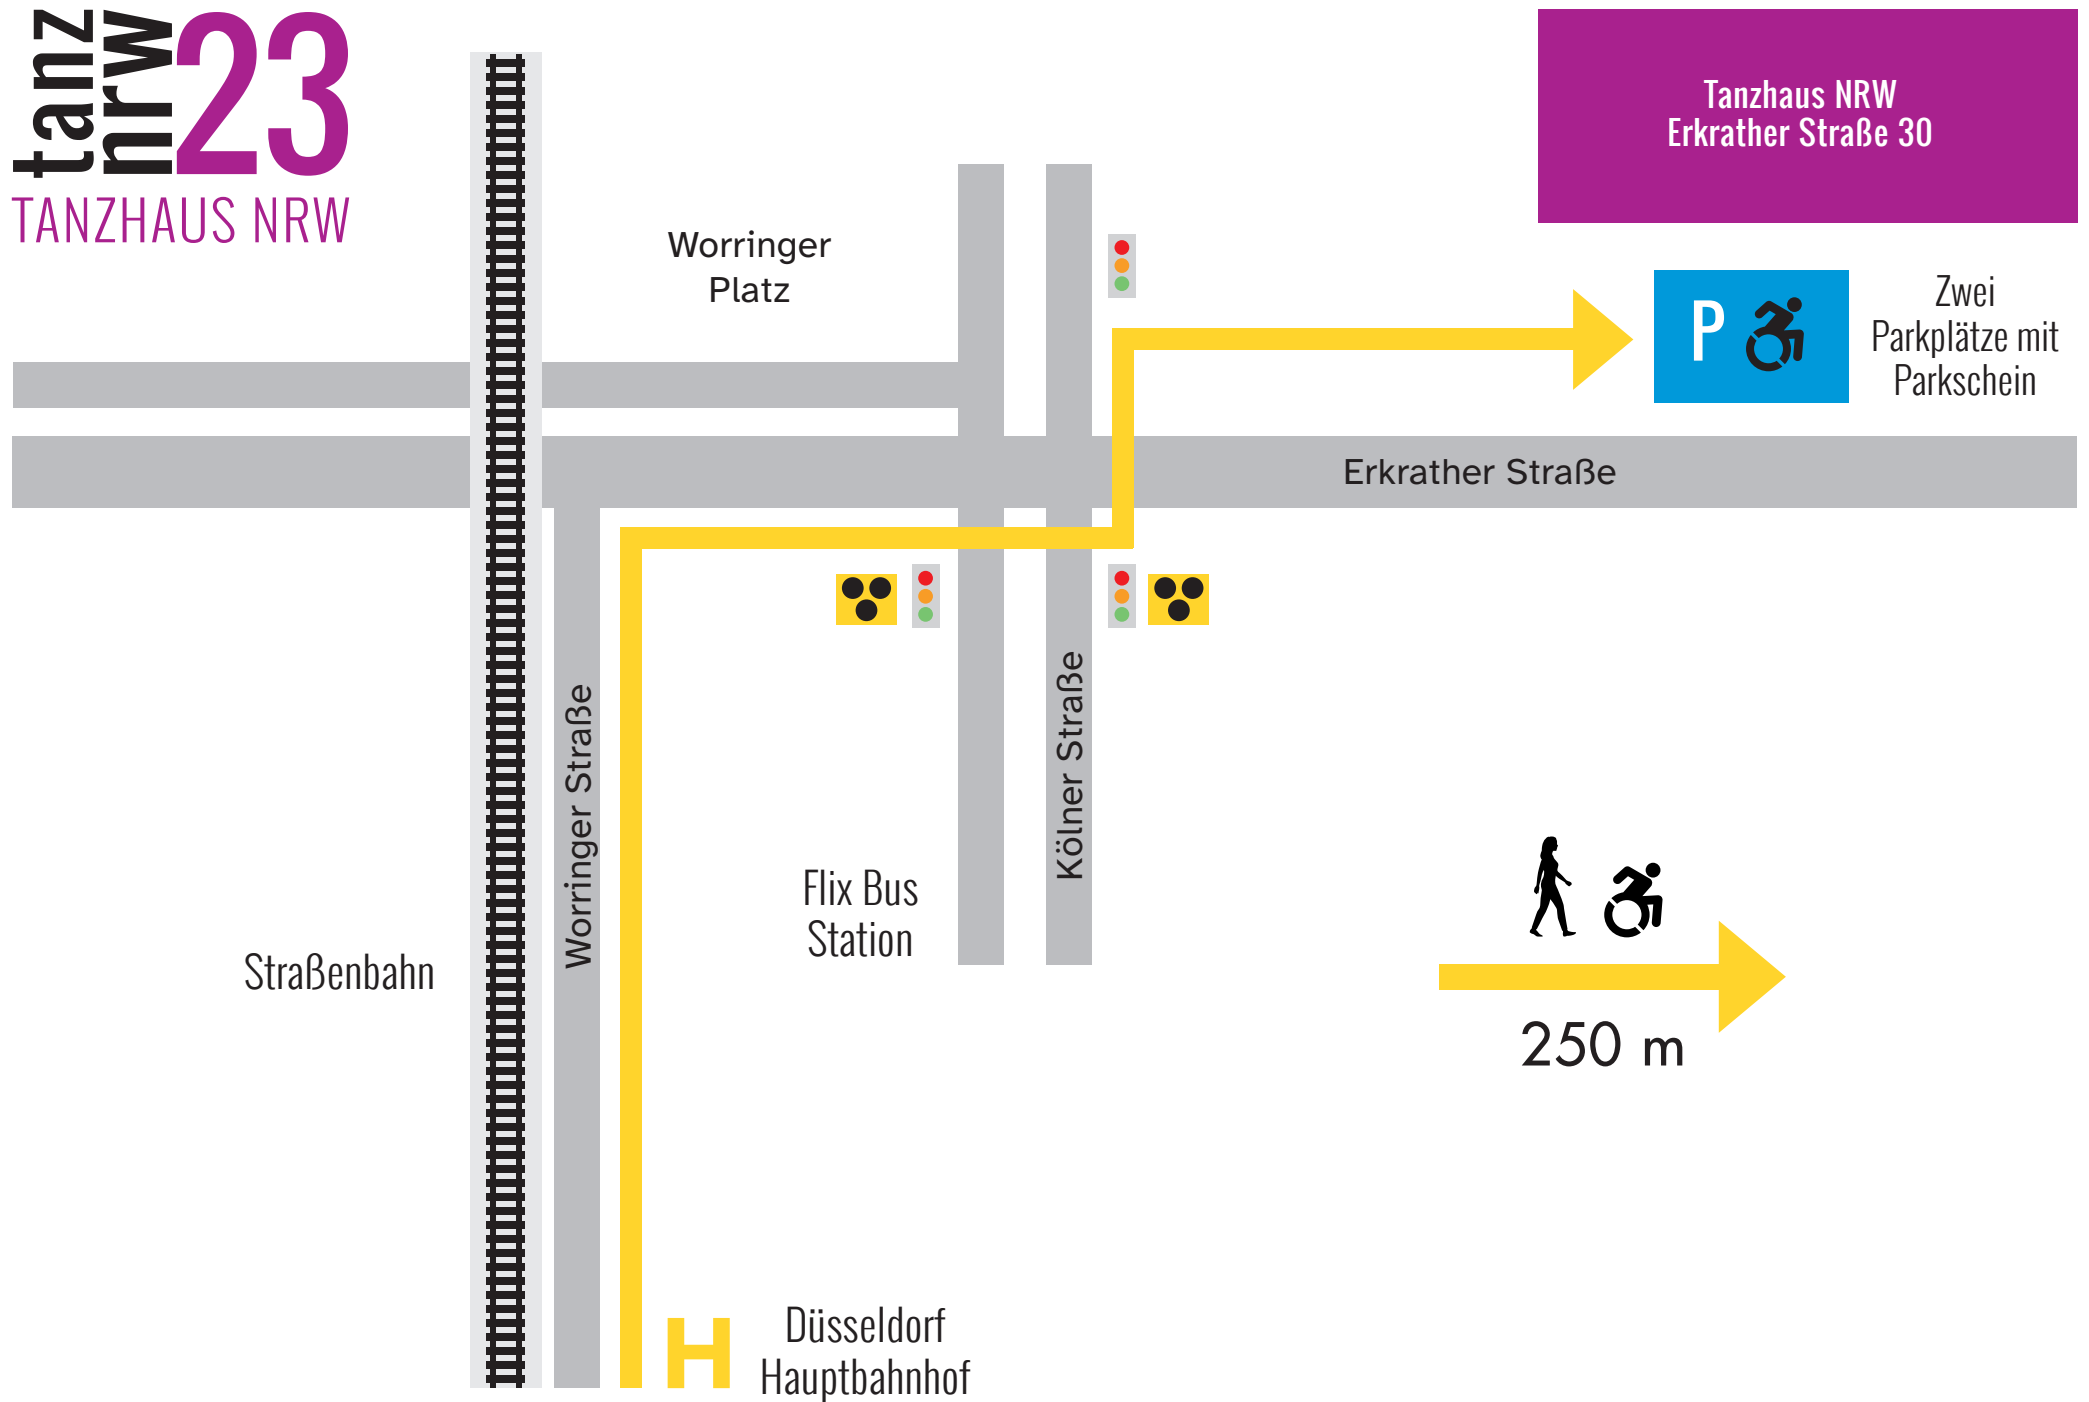 tanz
nrw
23
TANZHAUS NRW
Tanzhaus NRW
Erkrather Straße 30
Worringer
Platz
P
Zwei
Parkplätze mit
Parkschein
Erkrather Straße
Worringer Straße
Kölner Straße
Flix Bus
Station
Straßenbahn
250 m
H
Düsseldorf
Hauptbahnhof